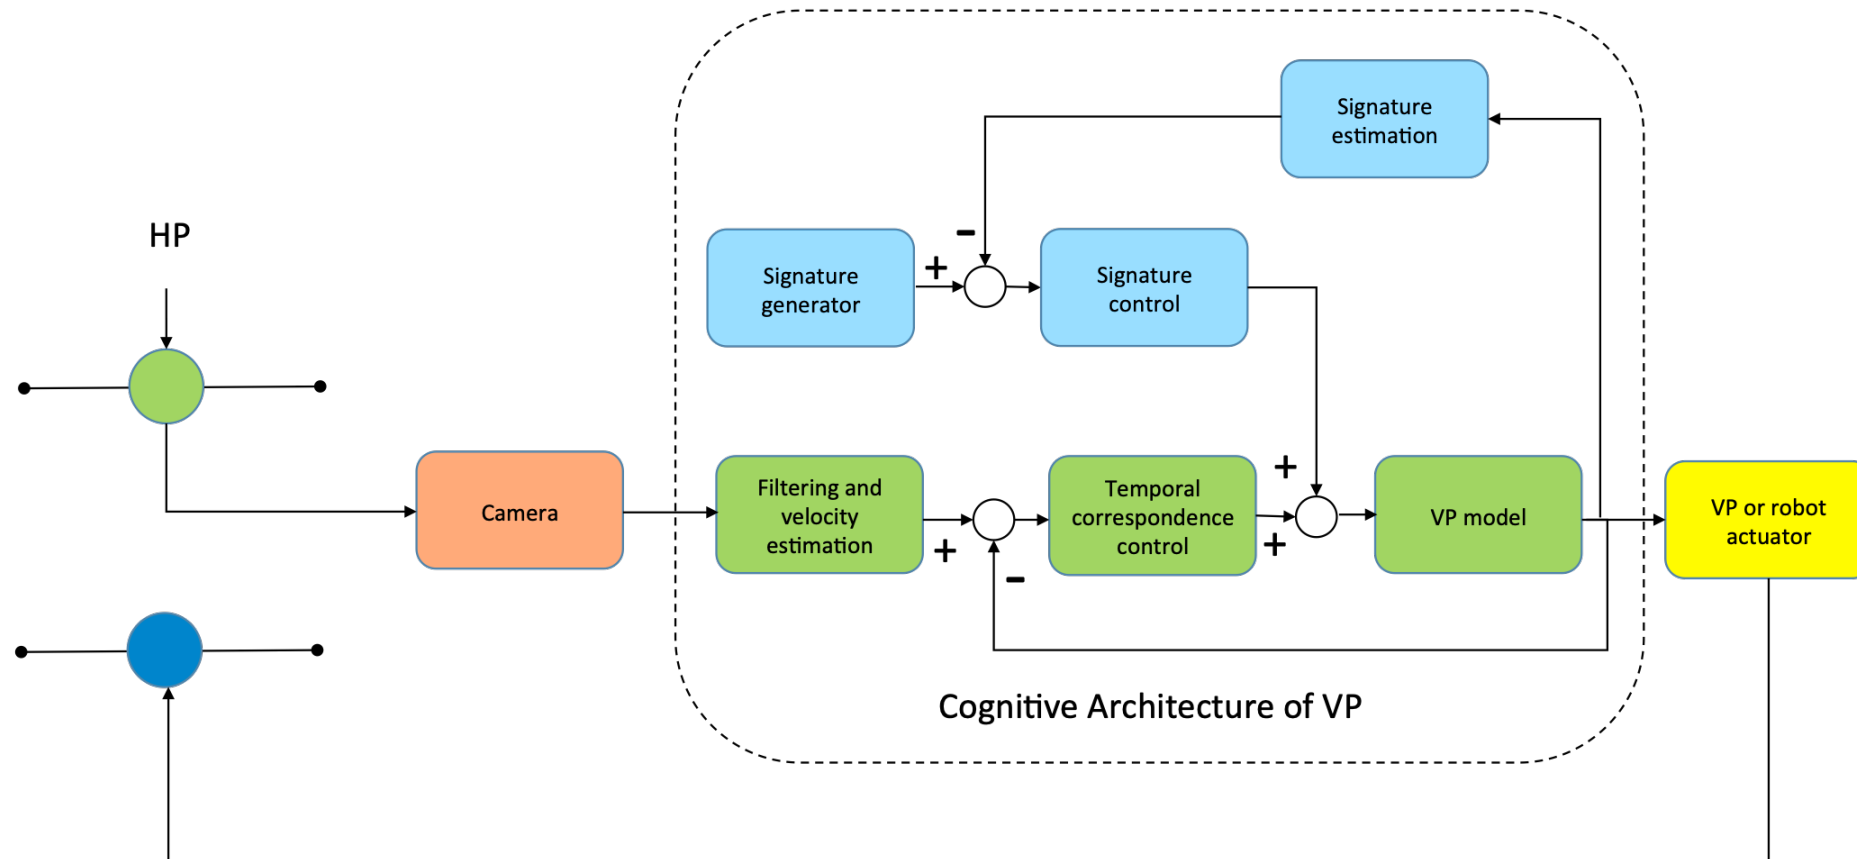 Signature
estimation
HP
-
+
Signature
generator
Signature
control
Camera
Filtering and
velocity
estimation
+
-
Temporal
correspondence
control
+
+
VP model
VP or robot
actuator
Cognitive Architecture of VP